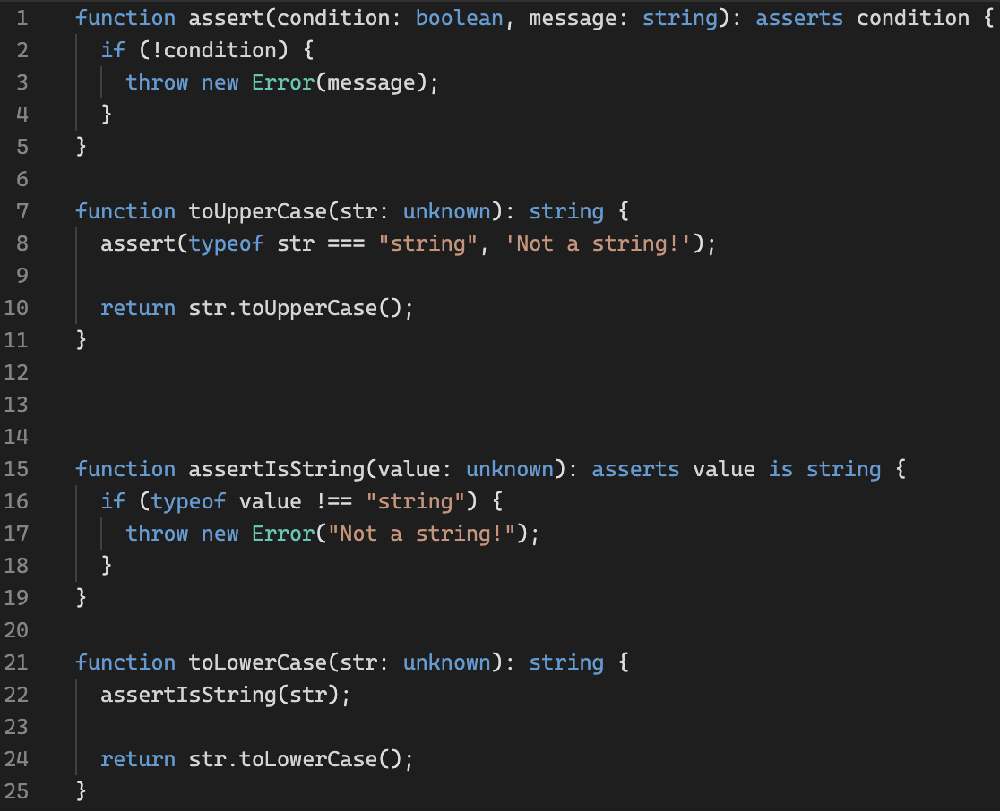 1 function assert(condition: boolean, message: string): asserts condition {
2   if (!condition) {
3     throw new Error(message);
4   }
5 }
6
7 function toUpperCase(str: unknown): string {
8   assert(typeof str === "string", 'Not a string!');
9
10   return str.toUpperCase();
11 }
12
13
14
15 function assertIsString(value: unknown): asserts value is string {
16   if (typeof value !== "string") {
17     throw new Error("Not a string!");
18   }
19 }
20
21 function toLowerCase(str: unknown): string {
22   assertIsString(str);
23
24   return str.toLowerCase();
25 }